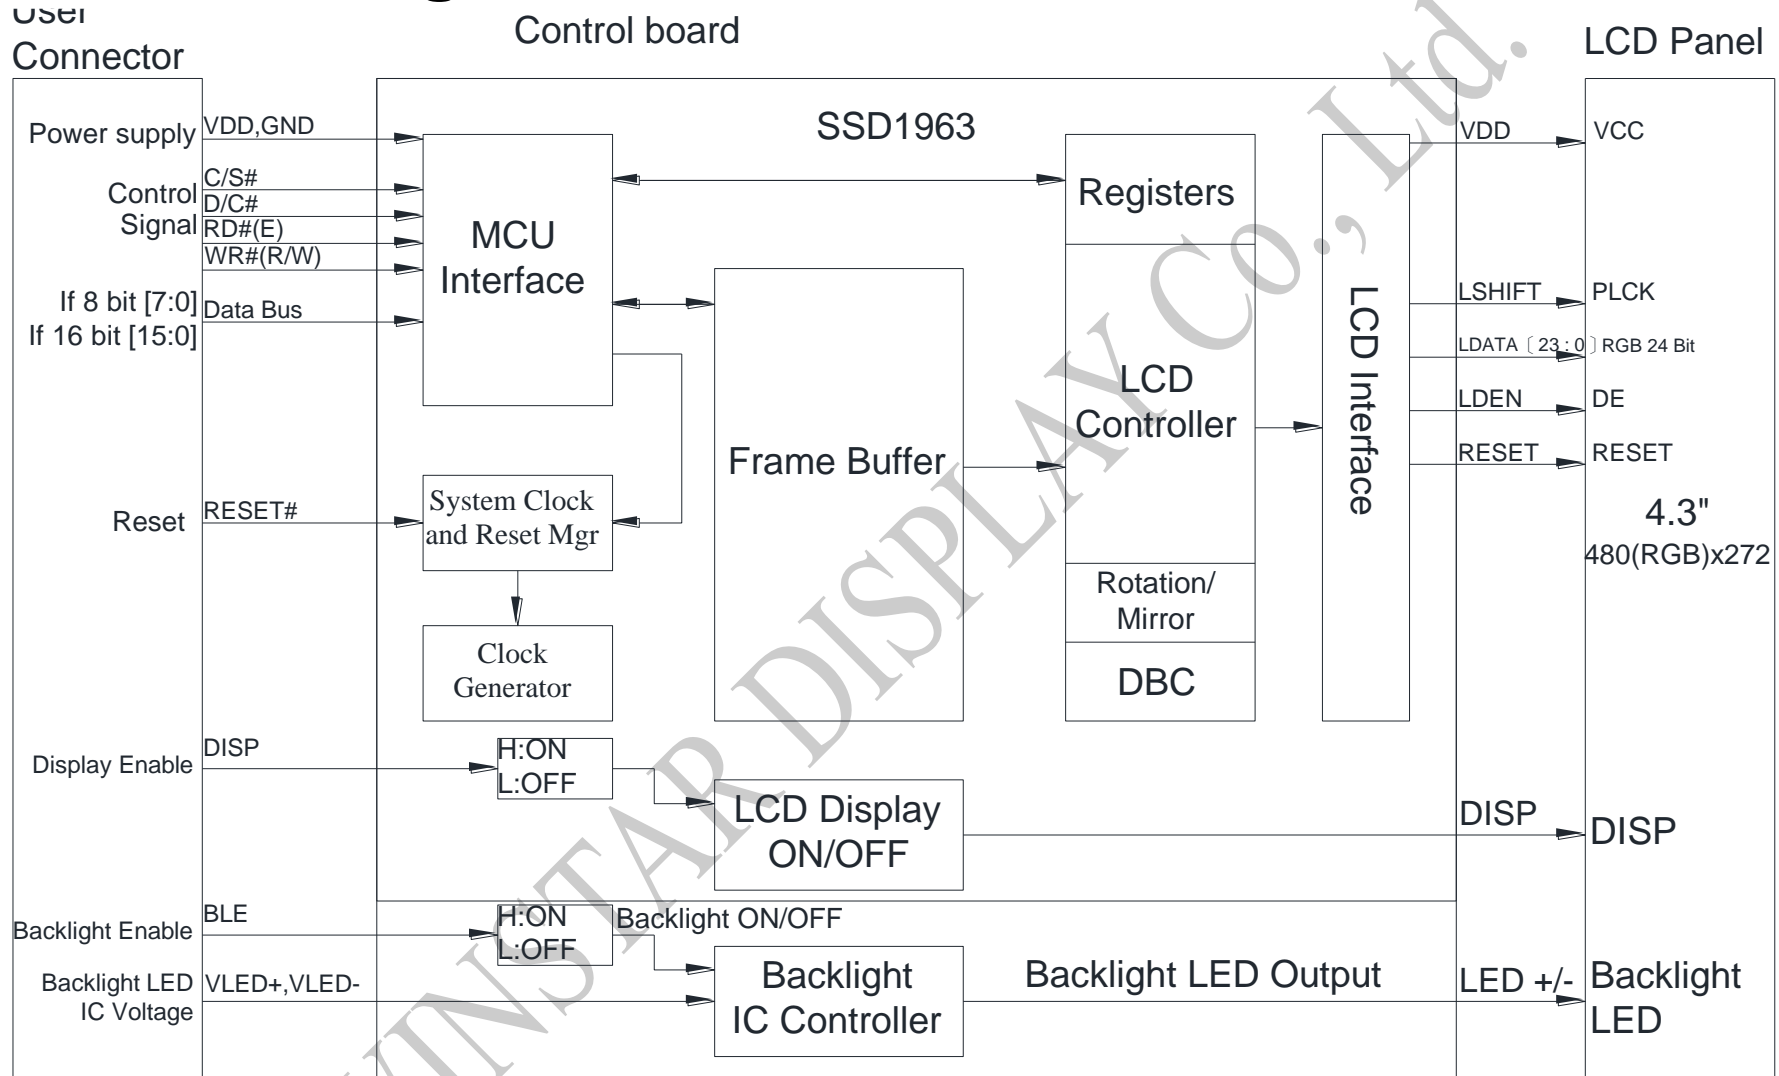 User
Connector
Control board
LCD Panel
Power supply
VDD,GND
Control
Signal
C/S#
D/C#
RD#(E)
WR#(R/W)
If 8 bit [7:0]
If 16 bit [15:0]
Data Bus
Reset
RESET#
Display Enable
DISP
Backlight Enable
BLE
Backlight LED
IC Voltage
VLED+,VLED-
SSD1963
MCU
Interface
System Clock
and Reset Mgr
Clock
Generator
Frame Buffer
Registers
LCD
Controller
Rotation/
Mirror
DBC
LCD Interface
H:ON
L:OFF
LCD Display
ON/OFF
H:ON
L:OFF
Backlight ON/OFF
Backlight
IC Controller
Backlight LED Output
VDD
VCC
LSHIFT
PLCK
LDATA〔23:0〕RGB 24 Bit
LDEN
DE
RESET
RESET
4.3"
480(RGB)x272
DISP
DISP
LED +/-
Backlight
LED
WINSTAR DISPLAY Co., Ltd.